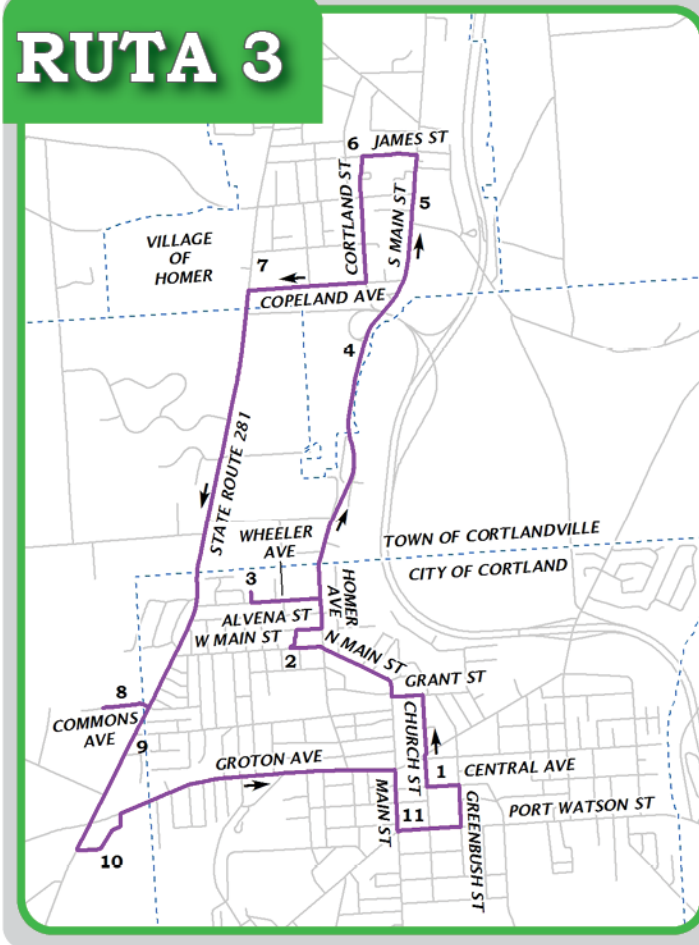 RUTA 3
6
JAMES ST
CORTLAND ST
S MAIN ST
5
VILLAGE
OF
HOMER
7
COPELAND AVE
4
STATE ROUTE 281
WHEELER
AVE
TOWN OF CORTLANDVILLE
CITY OF CORTLAND
3
HOMER
AVE
ALVENA ST
W MAIN ST
2
N MAIN ST
GRANT ST
8
COMMONS
AVE
9
CHURCH ST
GROTON AVE
1
CENTRAL AVE
MAIN ST
11
GREENBUSH ST
PORT WATSON ST
10